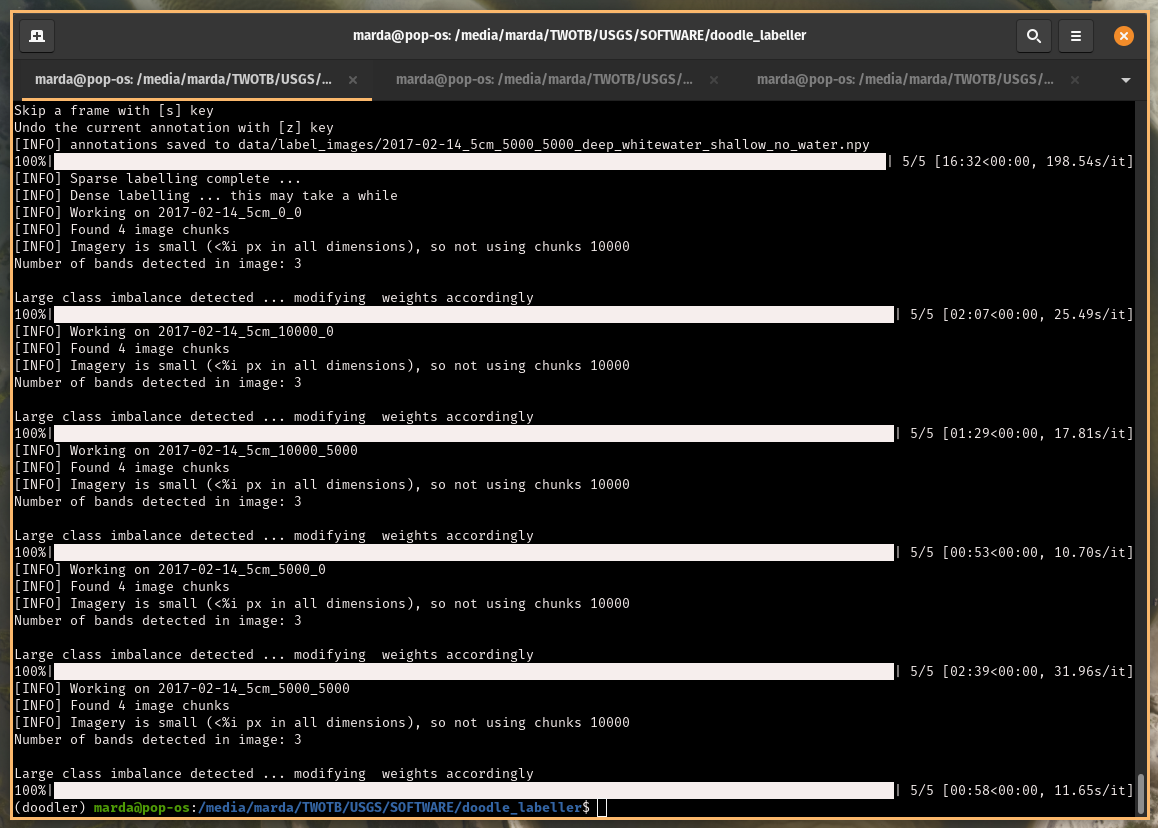 marda@pop-os: /media/marda/TWOTB/USGS/SOFTWARE/doodle_labeller
marda@pop-os: /media/marda/TWOTB/USGS/... marda@pop-os: /media/marda/TWOTB/USGS/... marda@pop-os: /media/marda/TWOTB/USGS/...
Skip a frame with [s] key
Undo the current annotation with [z] key
[INFO] annotations saved to data/label_images/2017-02-14_5cm_5000_5000_deep_whitewater_shallow_no_water.npy
100%| | 5/5 [16:32<00:00, 198.54s/it]
[INFO] Sparse labelling complete ...
[INFO] Dense labelling ... this may take a while
[INFO] Working on 2017-02-14_5cm_0_0
[INFO] Found 4 image chunks
[INFO] Imagery is small (<%i px in all dimensions), so not using chunks 10000
Number of bands detected in image: 3
Large class imbalance detected ... modifying  weights accordingly
100%| | 5/5 [02:07<00:00, 25.49s/it]
[INFO] Working on 2017-02-14_5cm_10000_0
[INFO] Found 4 image chunks
[INFO] Imagery is small (<%i px in all dimensions), so not using chunks 10000
Number of bands detected in image: 3
Large class imbalance detected ... modifying  weights accordingly
100%| | 5/5 [01:29<00:00, 17.81s/it]
[INFO] Working on 2017-02-14_5cm_10000_5000
[INFO] Found 4 image chunks
[INFO] Imagery is small (<%i px in all dimensions), so not using chunks 10000
Number of bands detected in image: 3
Large class imbalance detected ... modifying  weights accordingly
100%| | 5/5 [00:53<00:00, 10.70s/it]
[INFO] Working on 2017-02-14_5cm_5000_0
[INFO] Found 4 image chunks
[INFO] Imagery is small (<%i px in all dimensions), so not using chunks 10000
Number of bands detected in image: 3
Large class imbalance detected ... modifying  weights accordingly
100%| | 5/5 [02:39<00:00, 31.96s/it]
[INFO] Working on 2017-02-14_5cm_5000_5000
[INFO] Found 4 image chunks
[INFO] Imagery is small (<%i px in all dimensions), so not using chunks 10000
Number of bands detected in image: 3
Large class imbalance detected ... modifying  weights accordingly
100%| | 5/5 [00:58<00:00, 11.65s/it]
(doodler) marda@pop-os:/media/marda/TWOTB/USGS/SOFTWARE/doodle_labeller$